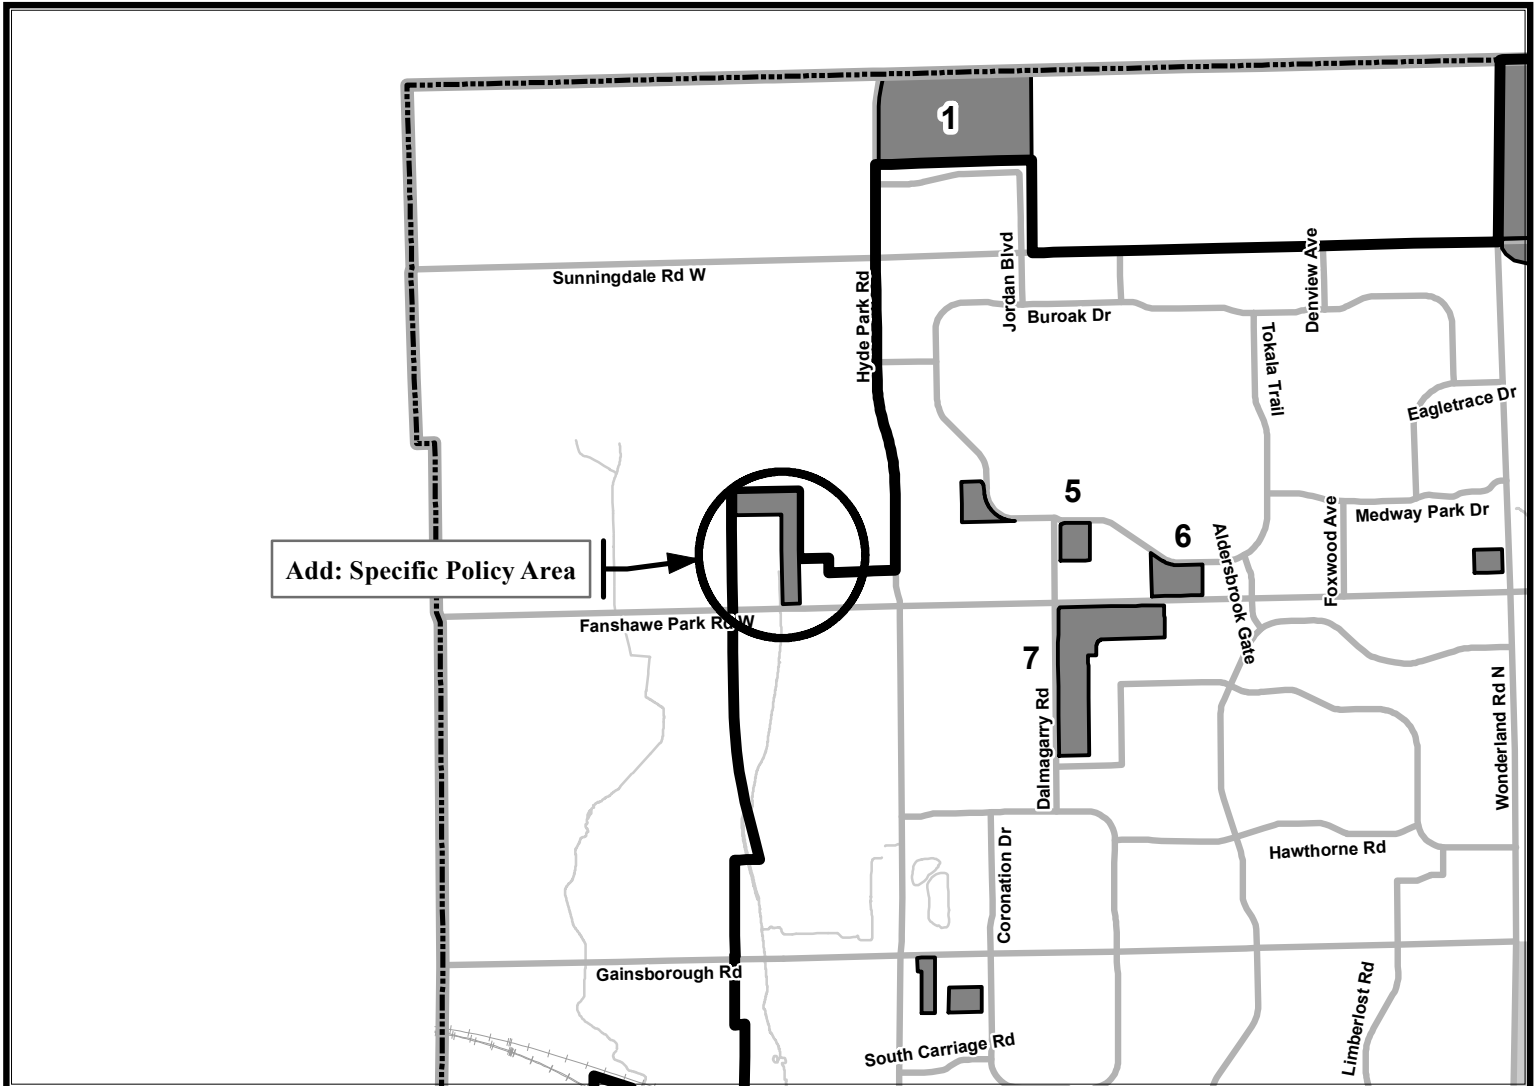 1
Sunningdale Rd W
Hyde Park Rd
Jordan Blvd
Buroak Dr
Denview Ave
Tokala Trail
Eagletrace Dr
5
6
Medway Park Dr
Foxwood Ave
Aldersbrook Gate
Add: Specific Policy Area
Fanshawe Park Rd W
7
Dalmagarry Rd
Wonderland Rd N
Hawthorne Rd
Coronation Dr
Gainsborough Rd
Limberlost Rd
South Carriage Rd